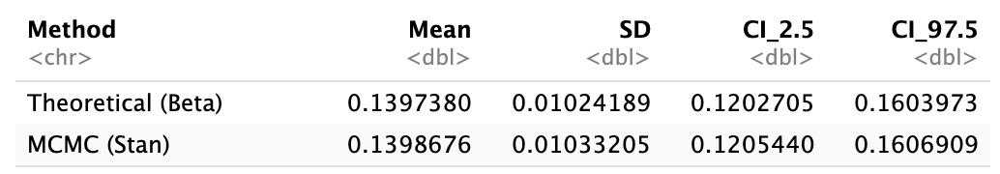 Method Mean SD CI_2.5 CI_97.5
<chr> <dbl> <dbl> <dbl> <dbl>
Theoretical (Beta) 0.1397380 0.01024189 0.1202705 0.1603973
MCMC (Stan) 0.1398676 0.01033205 0.1205440 0.1606909